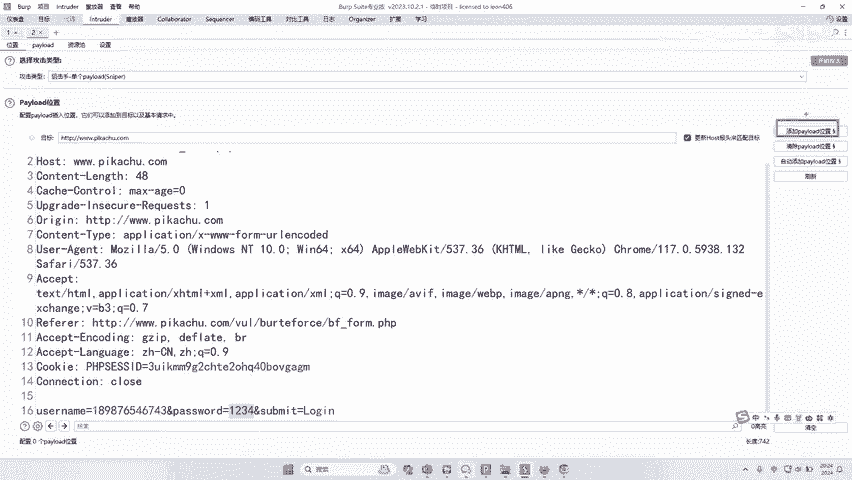 Burp 项目 Intruder 重放器 查看 帮助
Burp Suite专业版 v2023.10.2.1 - 临时项目 - licensed to leon406
仪表盘 目标 代理 Intruder 重放器 Collaborator Sequencer 编码工具 对比工具 日志 Organizer 扩展 学习
设置
1 × 2 × +
位置 payload 资源池 设置
选择攻击类型:
开始攻击
攻击类型: 狙击手-单个payload(Sniper)
Payload位置
配置payload插入位置，它们可以添加到目标以及基本请求中。
目标: http://www.pikachu.com
更新Host报头来匹配目标
添加payload位置 §
清除payload位置 §
自动添加payload位置 §
刷新
2 Host: www.pikachu.com
3 Content-Length: 48
4 Cache-Control: max-age=0
5 Upgrade-Insecure-Requests: 1
6 Origin: http://www.pikachu.com
7 Content-Type: application/x-www-form-urlencoded
8 User-Agent: Mozilla/5.0 (Windows NT 10.0; Win64; x64) AppleWebKit/537.36 (KHTML, like Gecko) Chrome/117.0.5938.132
Safari/537.36
9 Accept:
text/html,application/xhtml+xml,application/xml;q=0.9,image/avif,image/webp,image/apng,*/*;q=0.8,application/signed-e
xchange;v=b3;q=0.7
10 Referer: http://www.pikachu.com/vul/burteforce/bf_form.php
11 Accept-Encoding: gzip, deflate, br
12 Accept-Language: zh-CN,zh;q=0.9
13 Cookie: PHPSESSID=3uikmm9g2chte2ohq40bovgagm
14 Connection: close
15
16 username=189876546743&password=1234&submit=Login
搜索
0高亮
清空
配置 0 个payload位置
长度:742
中
搜索